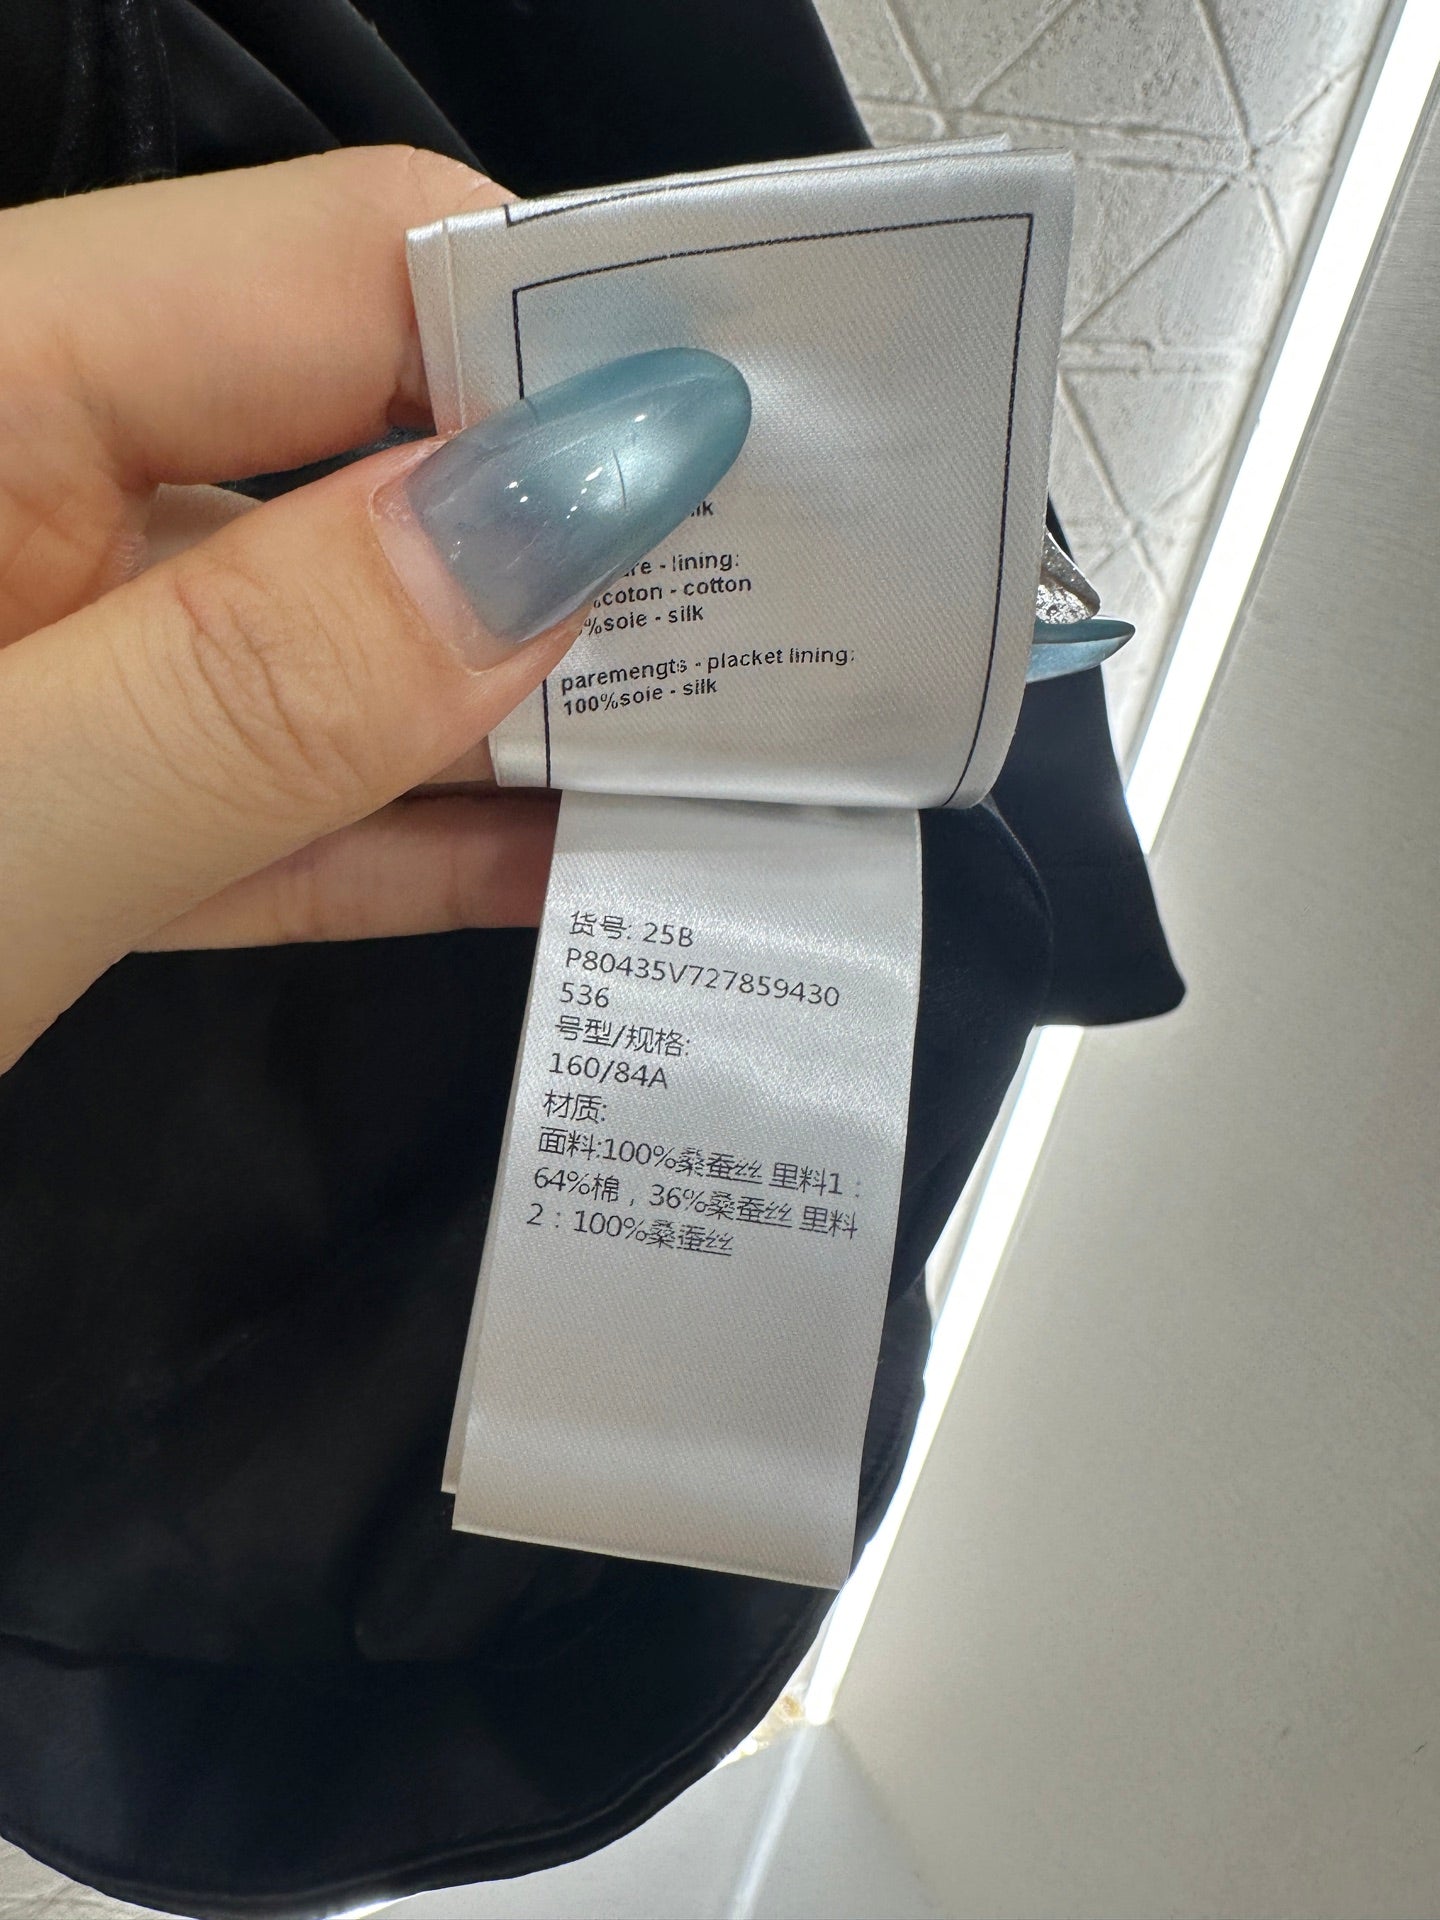 - lining:
coton - cotton
%soie - silk
paremengts - placket lining:
100%soie - silk
货号: 25B
P80435V727859430
536
号型/规格:
160/84A
材质:
面料:100%桑蚕丝 里料1：
64%棉，36%桑蚕丝 里料
2：100%桑蚕丝